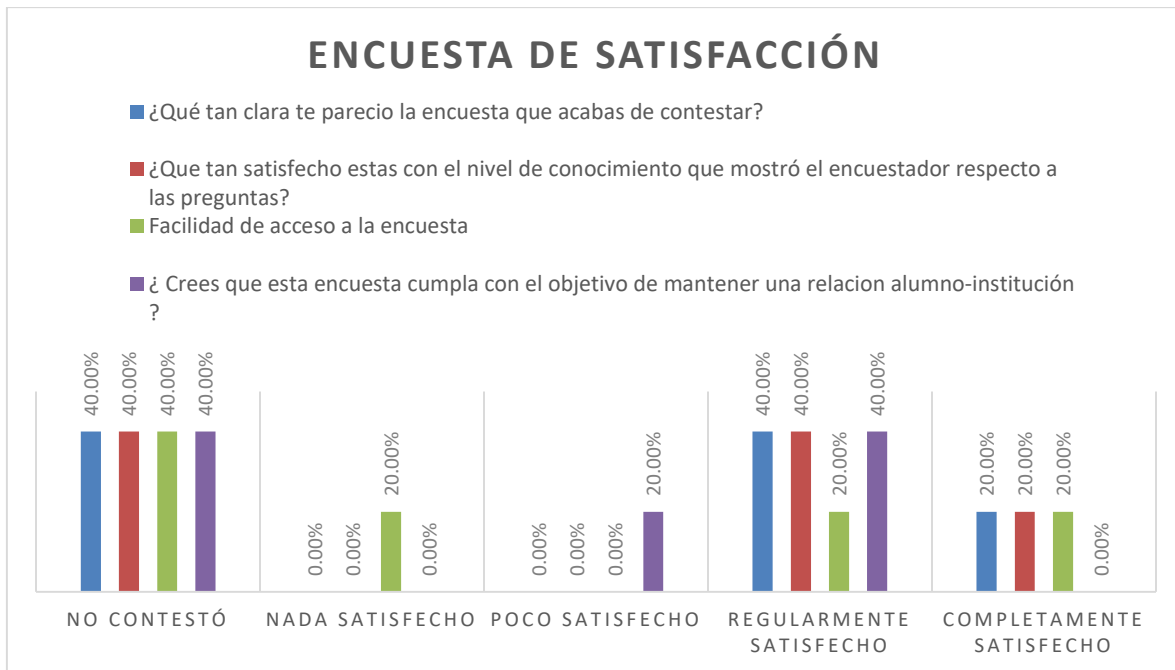 ENCUESTA DE SATISFACCIÓN
¿Qué tan clara te parecio la encuesta que acabas de contestar?
¿Que tan satisfecho estas con el nivel de conocimiento que mostró el encuestador respecto a
las preguntas?
Facilidad de acceso a la encuesta
¿ Crees que esta encuesta cumpla con el objetivo de mantener una relacion alumno-institución
?
40.00%
40.00%
40.00%
40.00%
0.00%
0.00%
20.00%
0.00%
0.00%
0.00%
0.00%
20.00%
40.00%
40.00%
20.00%
40.00%
20.00%
20.00%
20.00%
0.00%
NO CONTESTÓ
NADA SATISFECHO
POCO SATISFECHO
REGULARMENTE
SATISFECHO
COMPLETAMENTE
SATISFECHO